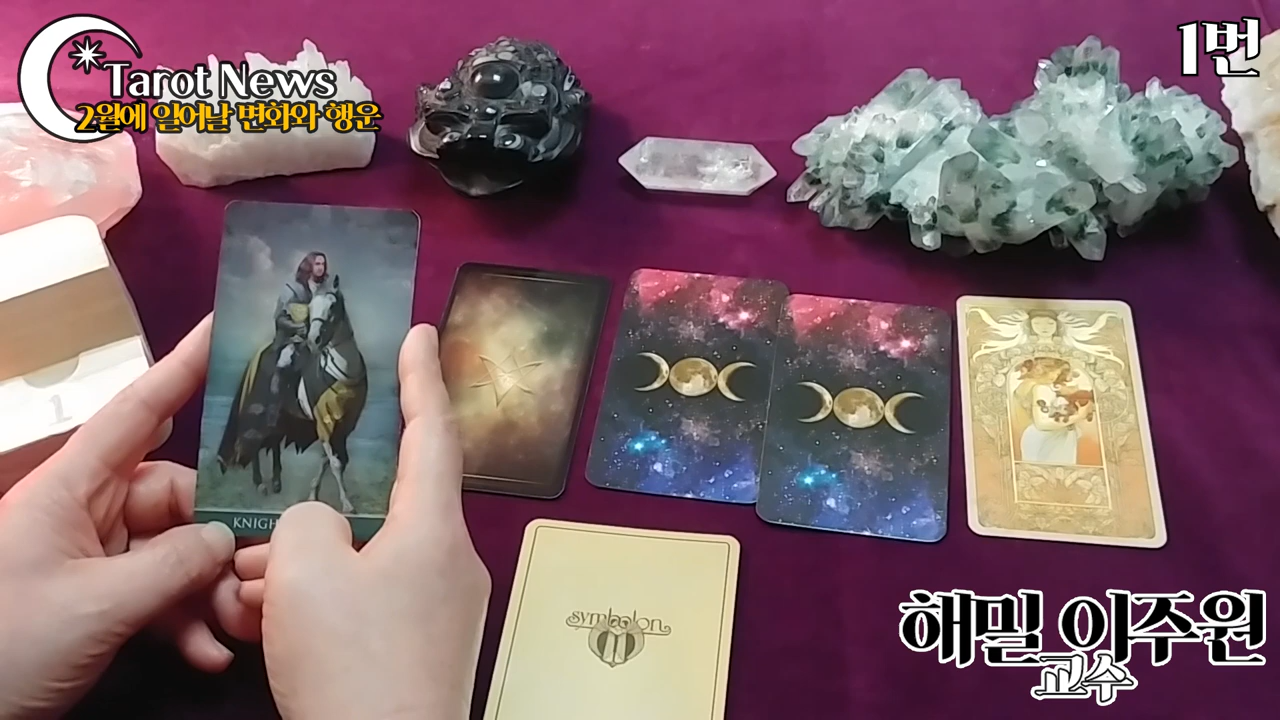 Tarot News
2월에 일어날 변화와 행운
1번
1
KNIGH
symbolon
해밀 이주원
교수